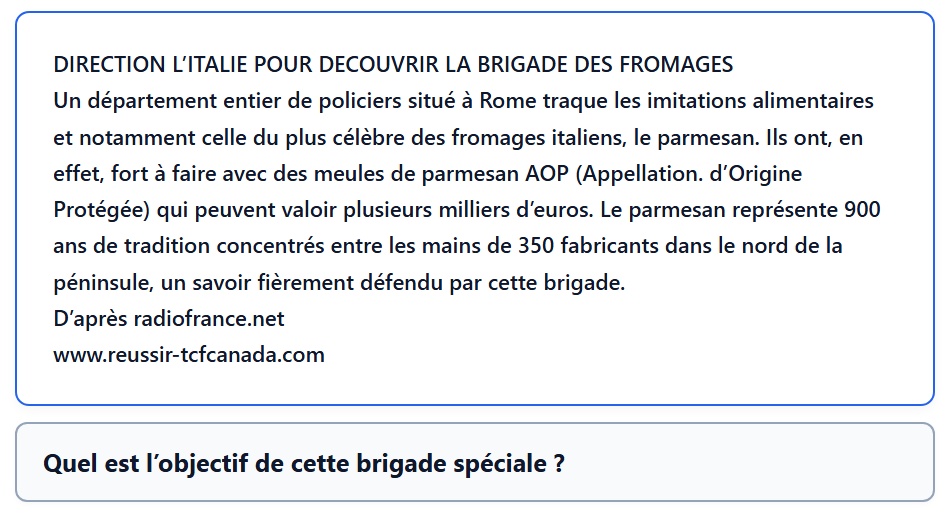 DIRECTION L’ITALIE POUR DECOUVRIR LA BRIGADE DES FROMAGES
Un département entier de policiers situé à Rome traque les imitations alimentaires
et notamment celle du plus célèbre des fromages italiens, le parmesan. Ils ont, en
effet, fort à faire avec des meules de parmesan AOP (Appellation. d’Origine
Protégée) qui peuvent valoir plusieurs milliers d’euros. Le parmesan représente 900
ans de tradition concentrés entre les mains de 350 fabricants dans le nord de la
péninsule, un savoir fièrement défendu par cette brigade.
D’après radiofrance.net
www.reussir-tcfcanada.com
Quel est l’objectif de cette brigade spéciale ?